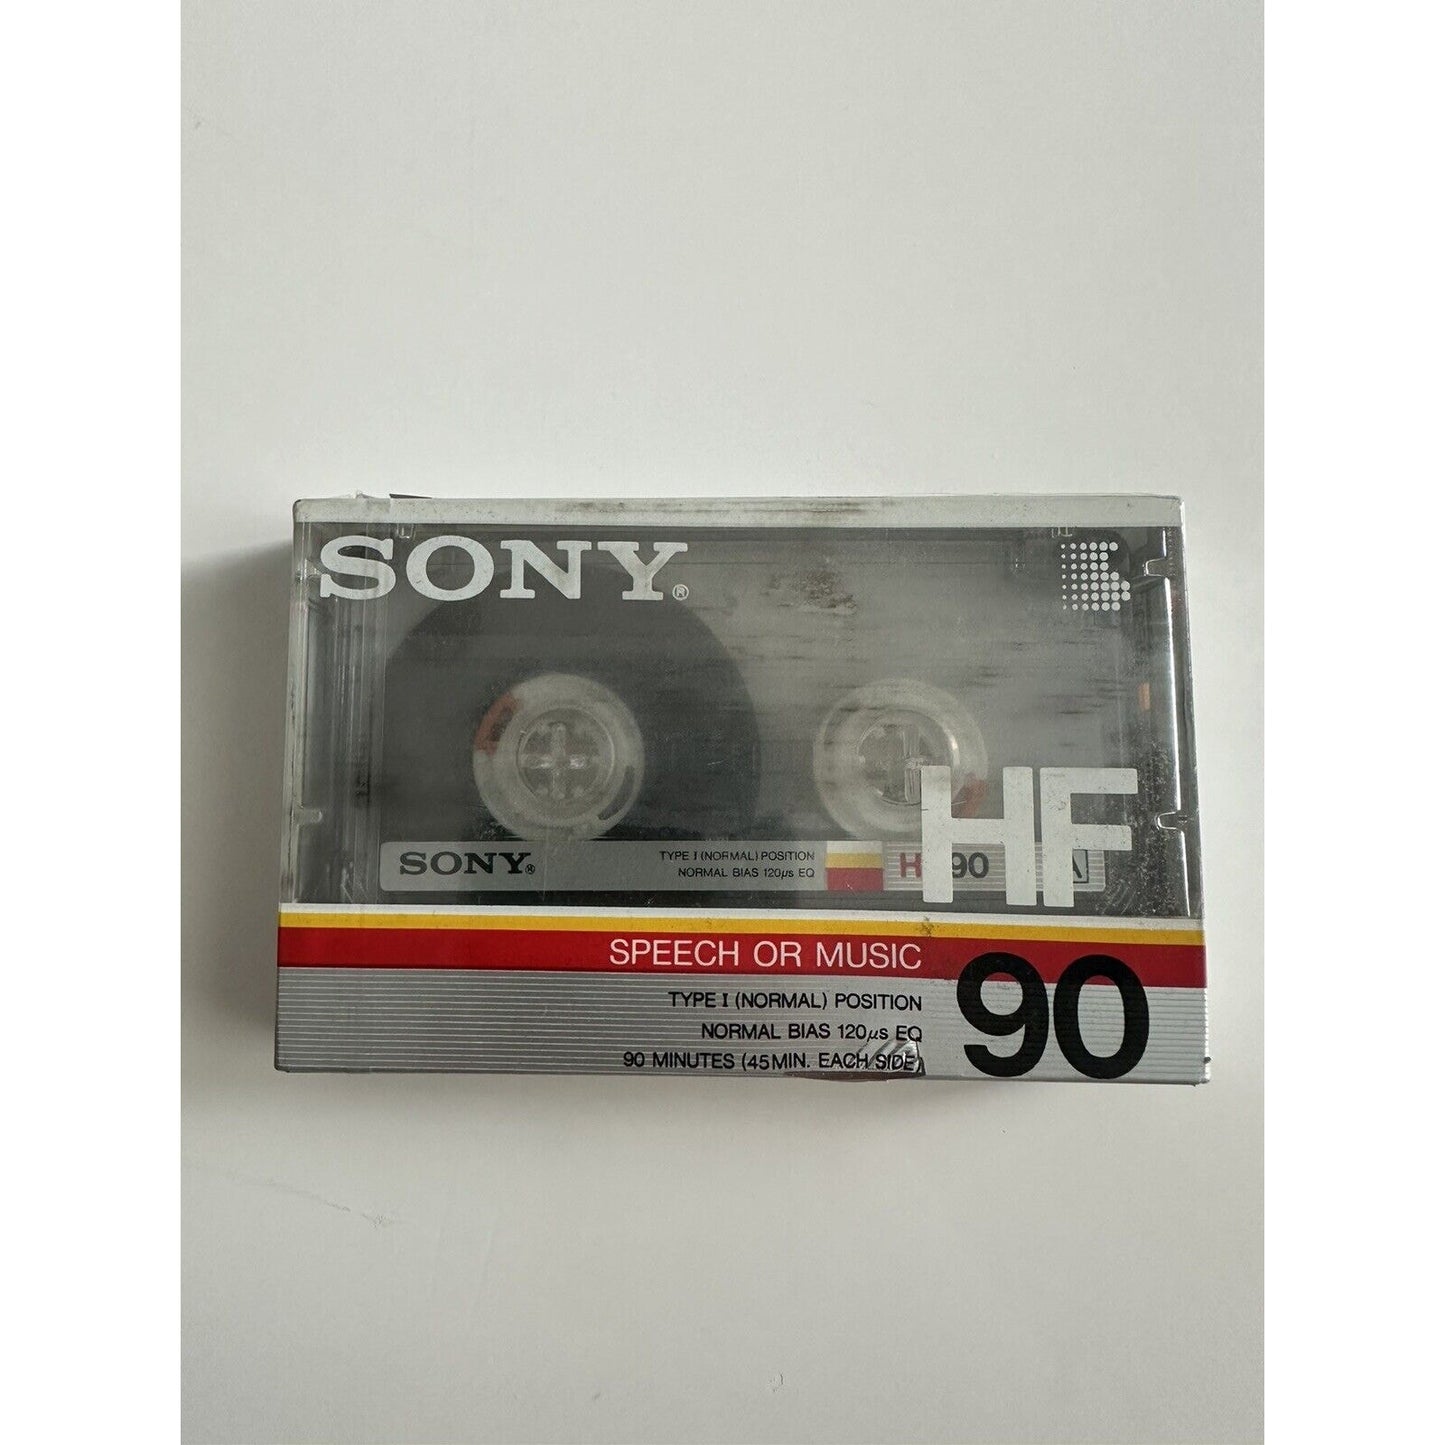 SONY®
SONY®
TYPE I (NORMAL) POSITION
NORMAL BIAS 120µs EQ
90
A
HF
SPEECH OR MUSIC
90
TYPE I (NORMAL) POSITION
NORMAL BIAS 120µs EQ
90 MINUTES (45MIN. EACH SIDE)